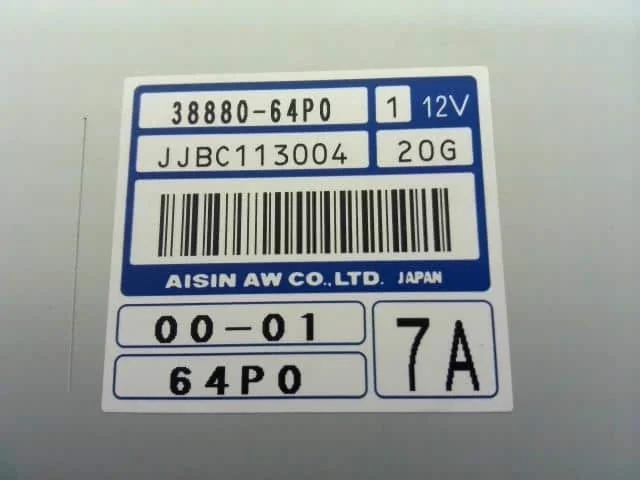 38880-64P0 1 12V
JJBC113004 20G
AISIN AW CO.,LTD. JAPAN
00-01
64P0
7A